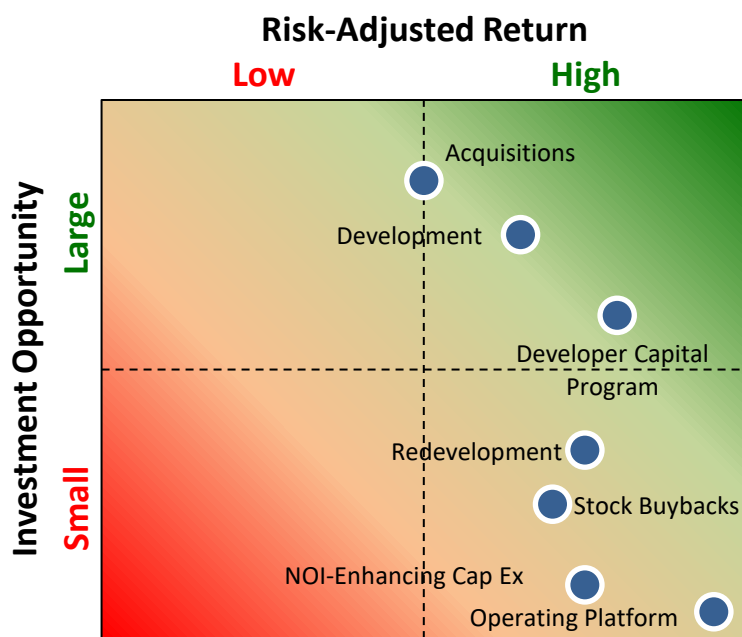 Risk-Adjusted Return
Low
High
Investment Opportunity
Large
Small
Acquisitions
Development
Developer Capital
Program
Redevelopment
Stock Buybacks
NOI-Enhancing Cap Ex
Operating Platform